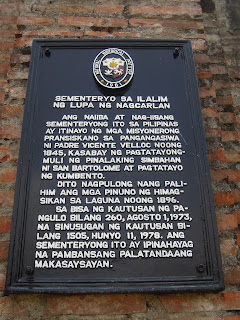 SEMENTERYO SA ILALIM
NG LUPA NG NAGCARLAN
ANG NAIIBA AT NAG-IISANG
SEMENTERYONG ITO SA PILIPINAS
AY ITINAYO NG MGA MISYONERONG
PRANSISKANO SA PANGANGASIWA
NI PADRE VICENTE VELLOC NOONG
1845, KASABAY NG PAGTATAYONG-
MULI NG PINALAKING SIMBAHAN
NI SAN BARTOLOME AT PAGTATAYO
NG KUMBENTO.
DITO NAGPULONG NANG PALI-
HIM ANG MGA PINUNO NG HIMAG-
SIKAN SA LAGUNA NOONG 1896.
SA BISA NG KAUTUSAN NG PA-
NGULO BILANG 260, AGOSTO 1, 1973,
NA SINUSUGAN NG KAUTUSAN BI-
LANG 1505, HUNYO 11, 1978. ANG
SEMENTERYONG ITO AY IPINAHAYAG
NA PAMBANSANG PALATANDAANG
MAKASAYSAYAN.